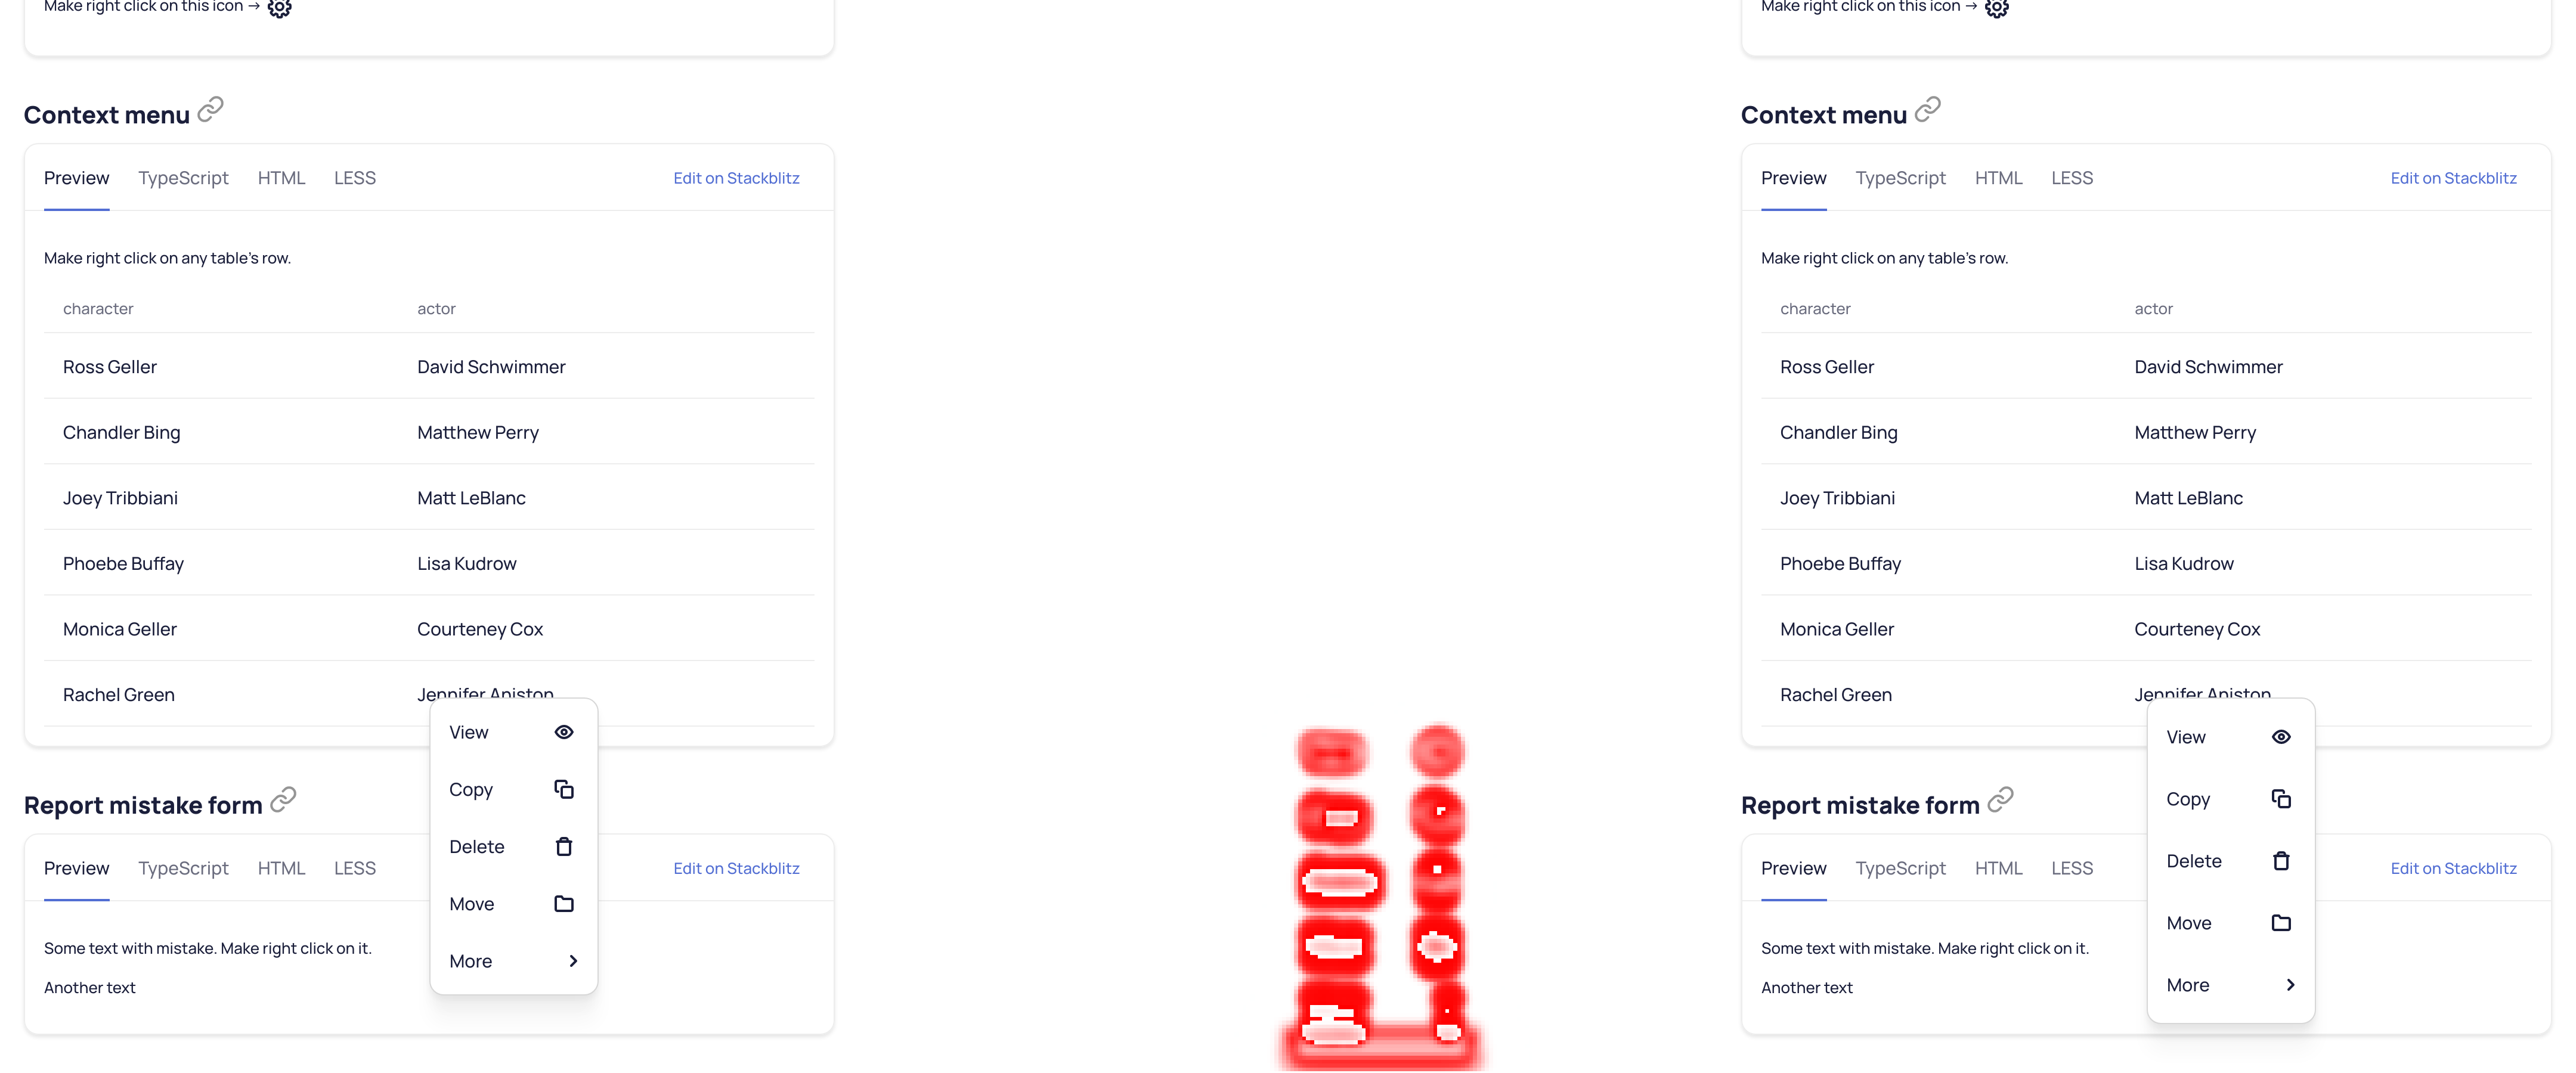 Make right click on this icon →
Context menu
Preview TypeScript HTML LESS Edit on Stackblitz
Make right click on any table's row.
character actor
Ross Geller David Schwimmer
Chandler Bing Matthew Perry
Joey Tribbiani Matt LeBlanc
Phoebe Buffay Lisa Kudrow
Monica Geller Courteney Cox
Rachel Green Jennifer Aniston
View
Copy
Delete
Move
More
Report mistake form
Preview TypeScript HTML LESS Edit on Stackblitz
Some text with mistake. Make right click on it.
Another text
Make right click on this icon →
Context menu
Preview TypeScript HTML LESS Edit on Stackblitz
Make right click on any table's row.
character actor
Ross Geller David Schwimmer
Chandler Bing Matthew Perry
Joey Tribbiani Matt LeBlanc
Phoebe Buffay Lisa Kudrow
Monica Geller Courteney Cox
Rachel Green Jennifer Aniston
View
Copy
Delete
Move
More
Report mistake form
Preview TypeScript HTML LESS Edit on Stackblitz
Some text with mistake. Make right click on it.
Another text